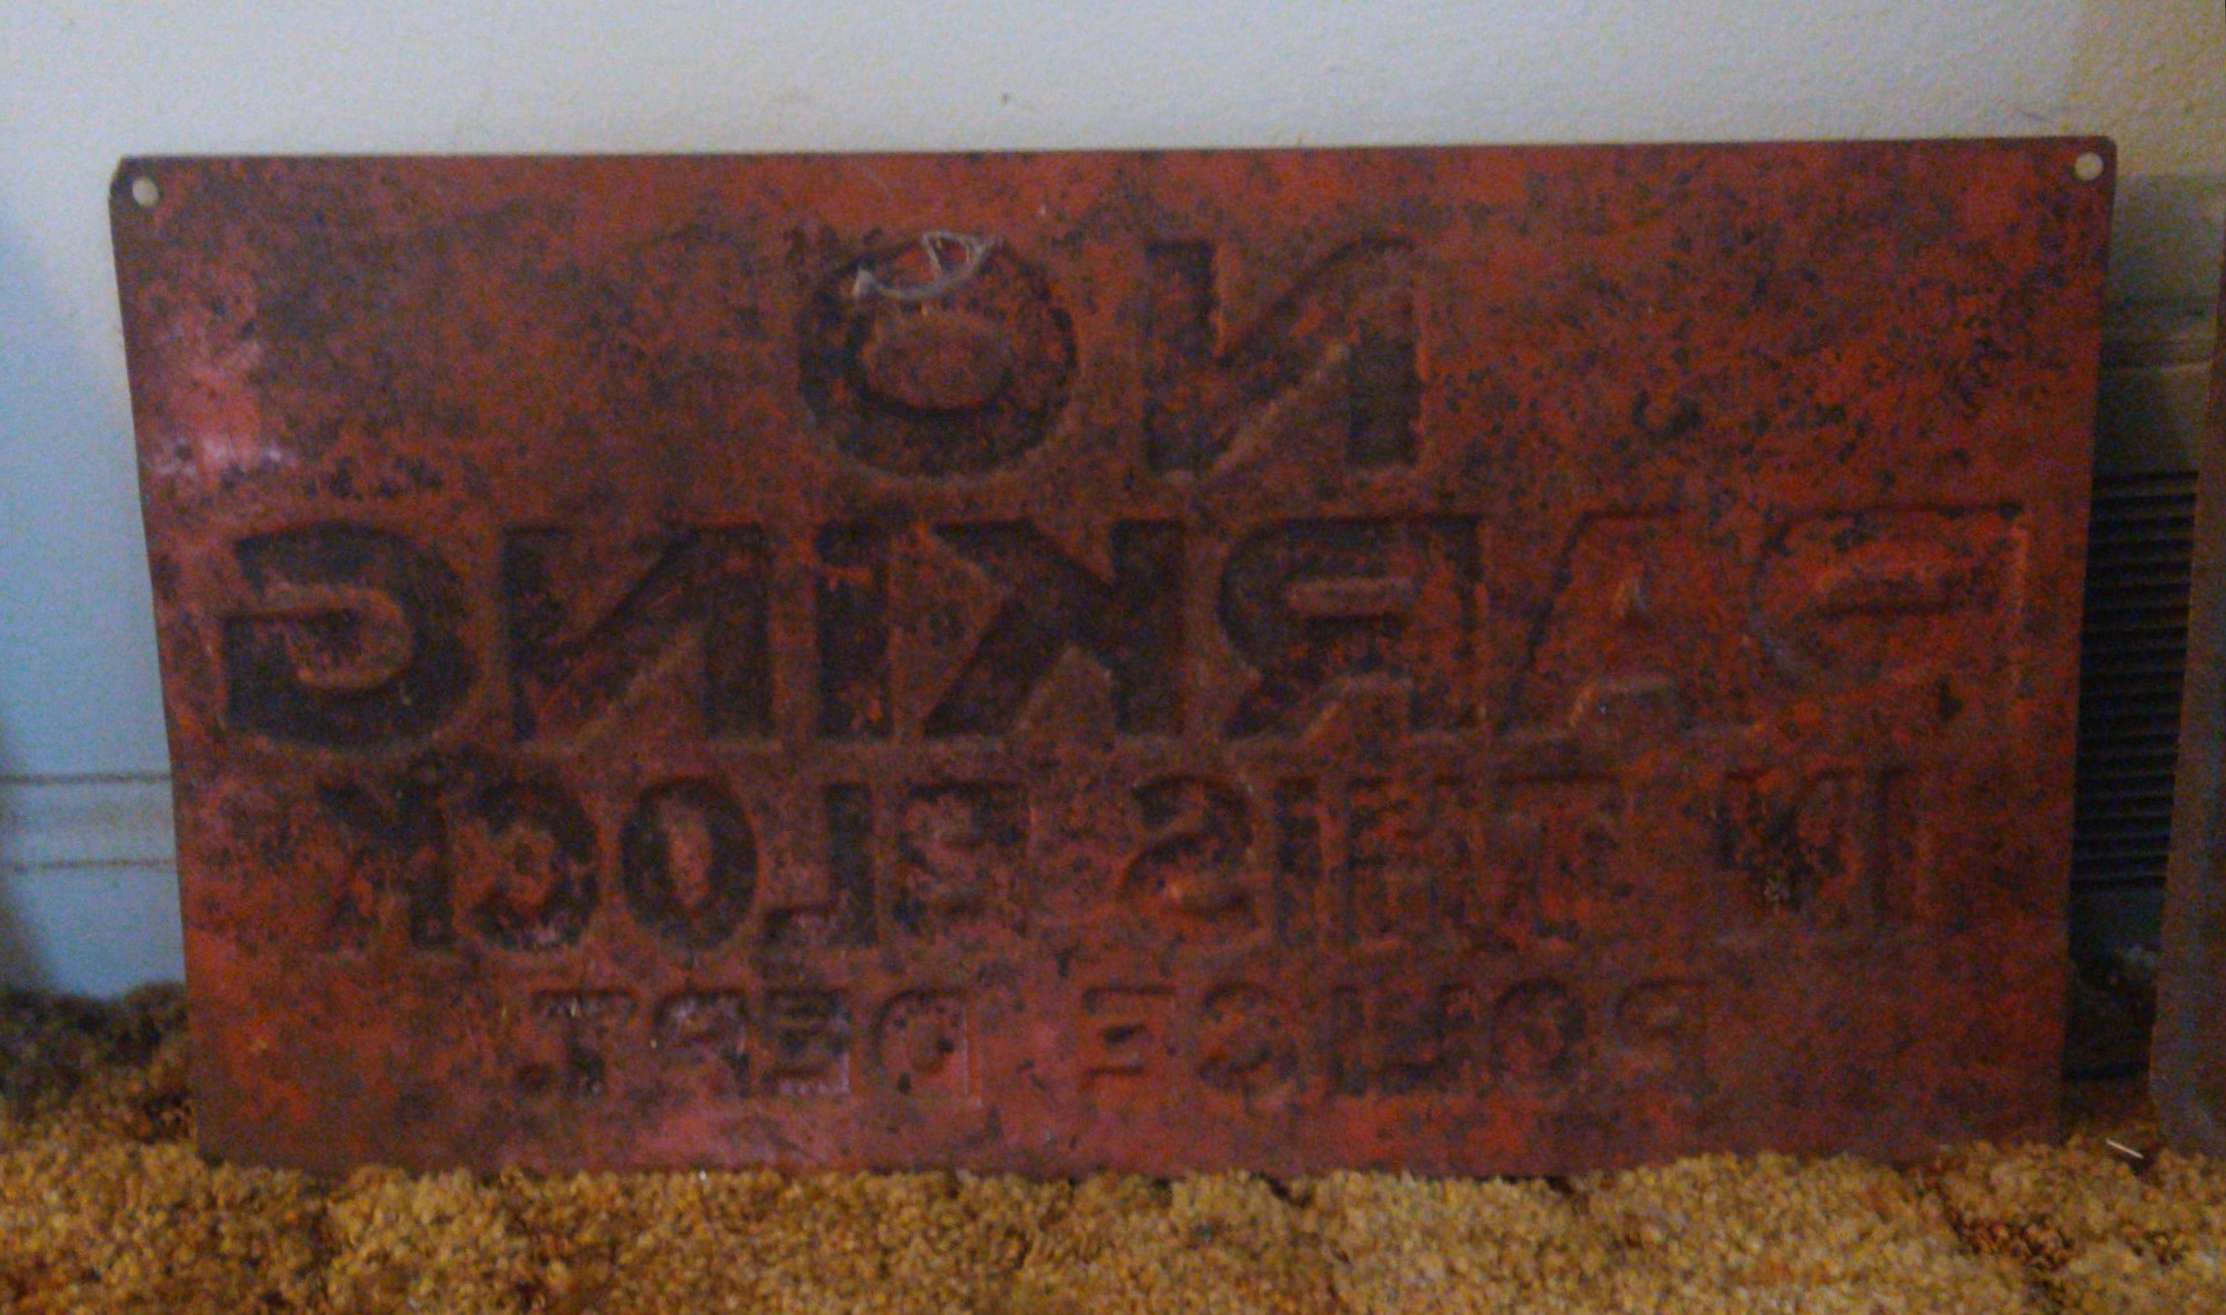 NO
PARKING
IN THIS BLOCK
POLICE DEPT.